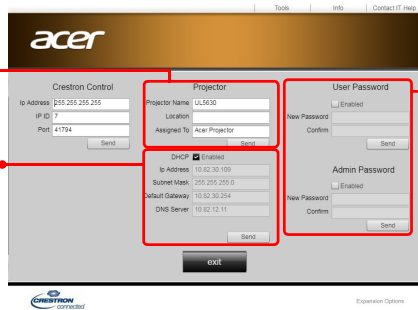 Tools Info Contact IT Help
acer
Crestron Control
Ip Address 255.255.255.255
IP ID 7
Port 41794
Send
Projector
Projector Name UL5630
Location
Assigned To Acer Projector
Send
DHCP Enabled
Ip Address 10.82.30.109
Subnet Mask 255.255.255.0
Default Gateway 10.82.30.254
DNS Server 10.82.12.11
Send
User Password
Enabled
New Password
Confirm
Send
Admin Password
Enabled
New Password
Confirm
Send
exit
CRESTRON
connected
Expansion Options